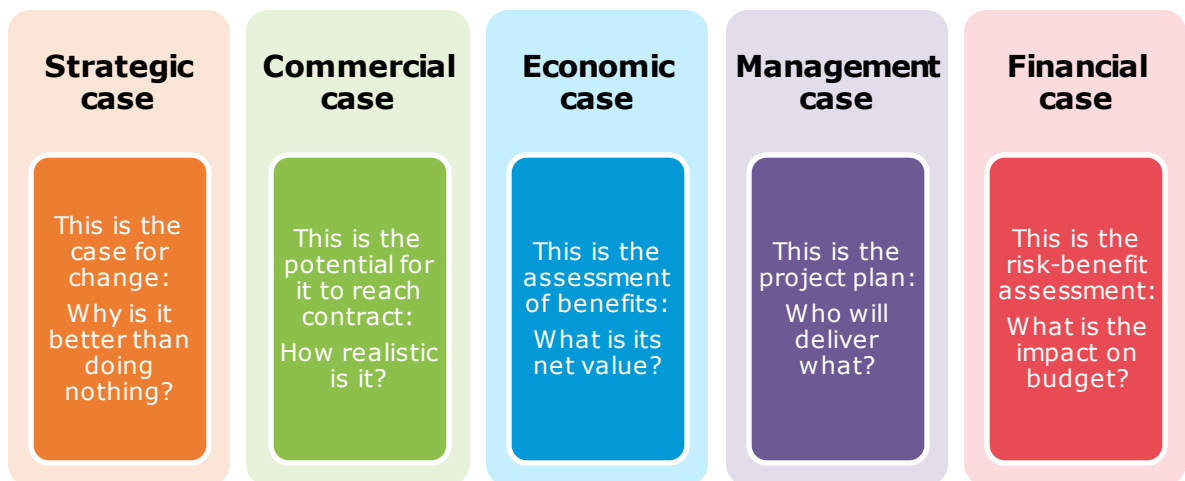 Strategic
case
This is the
case for
change:
Why is it
better than
doing
nothing?
Commercial
case
This is the
potential for
it to reach
contract:
How realistic
is it?
Economic
case
This is the
assessment
of benefits:
What is its
net value?
Management
case
This is the
project plan:
Who will
deliver
what?
Financial
case
This is the
risk-benefit
assessment:
What is the
impact on
budget?